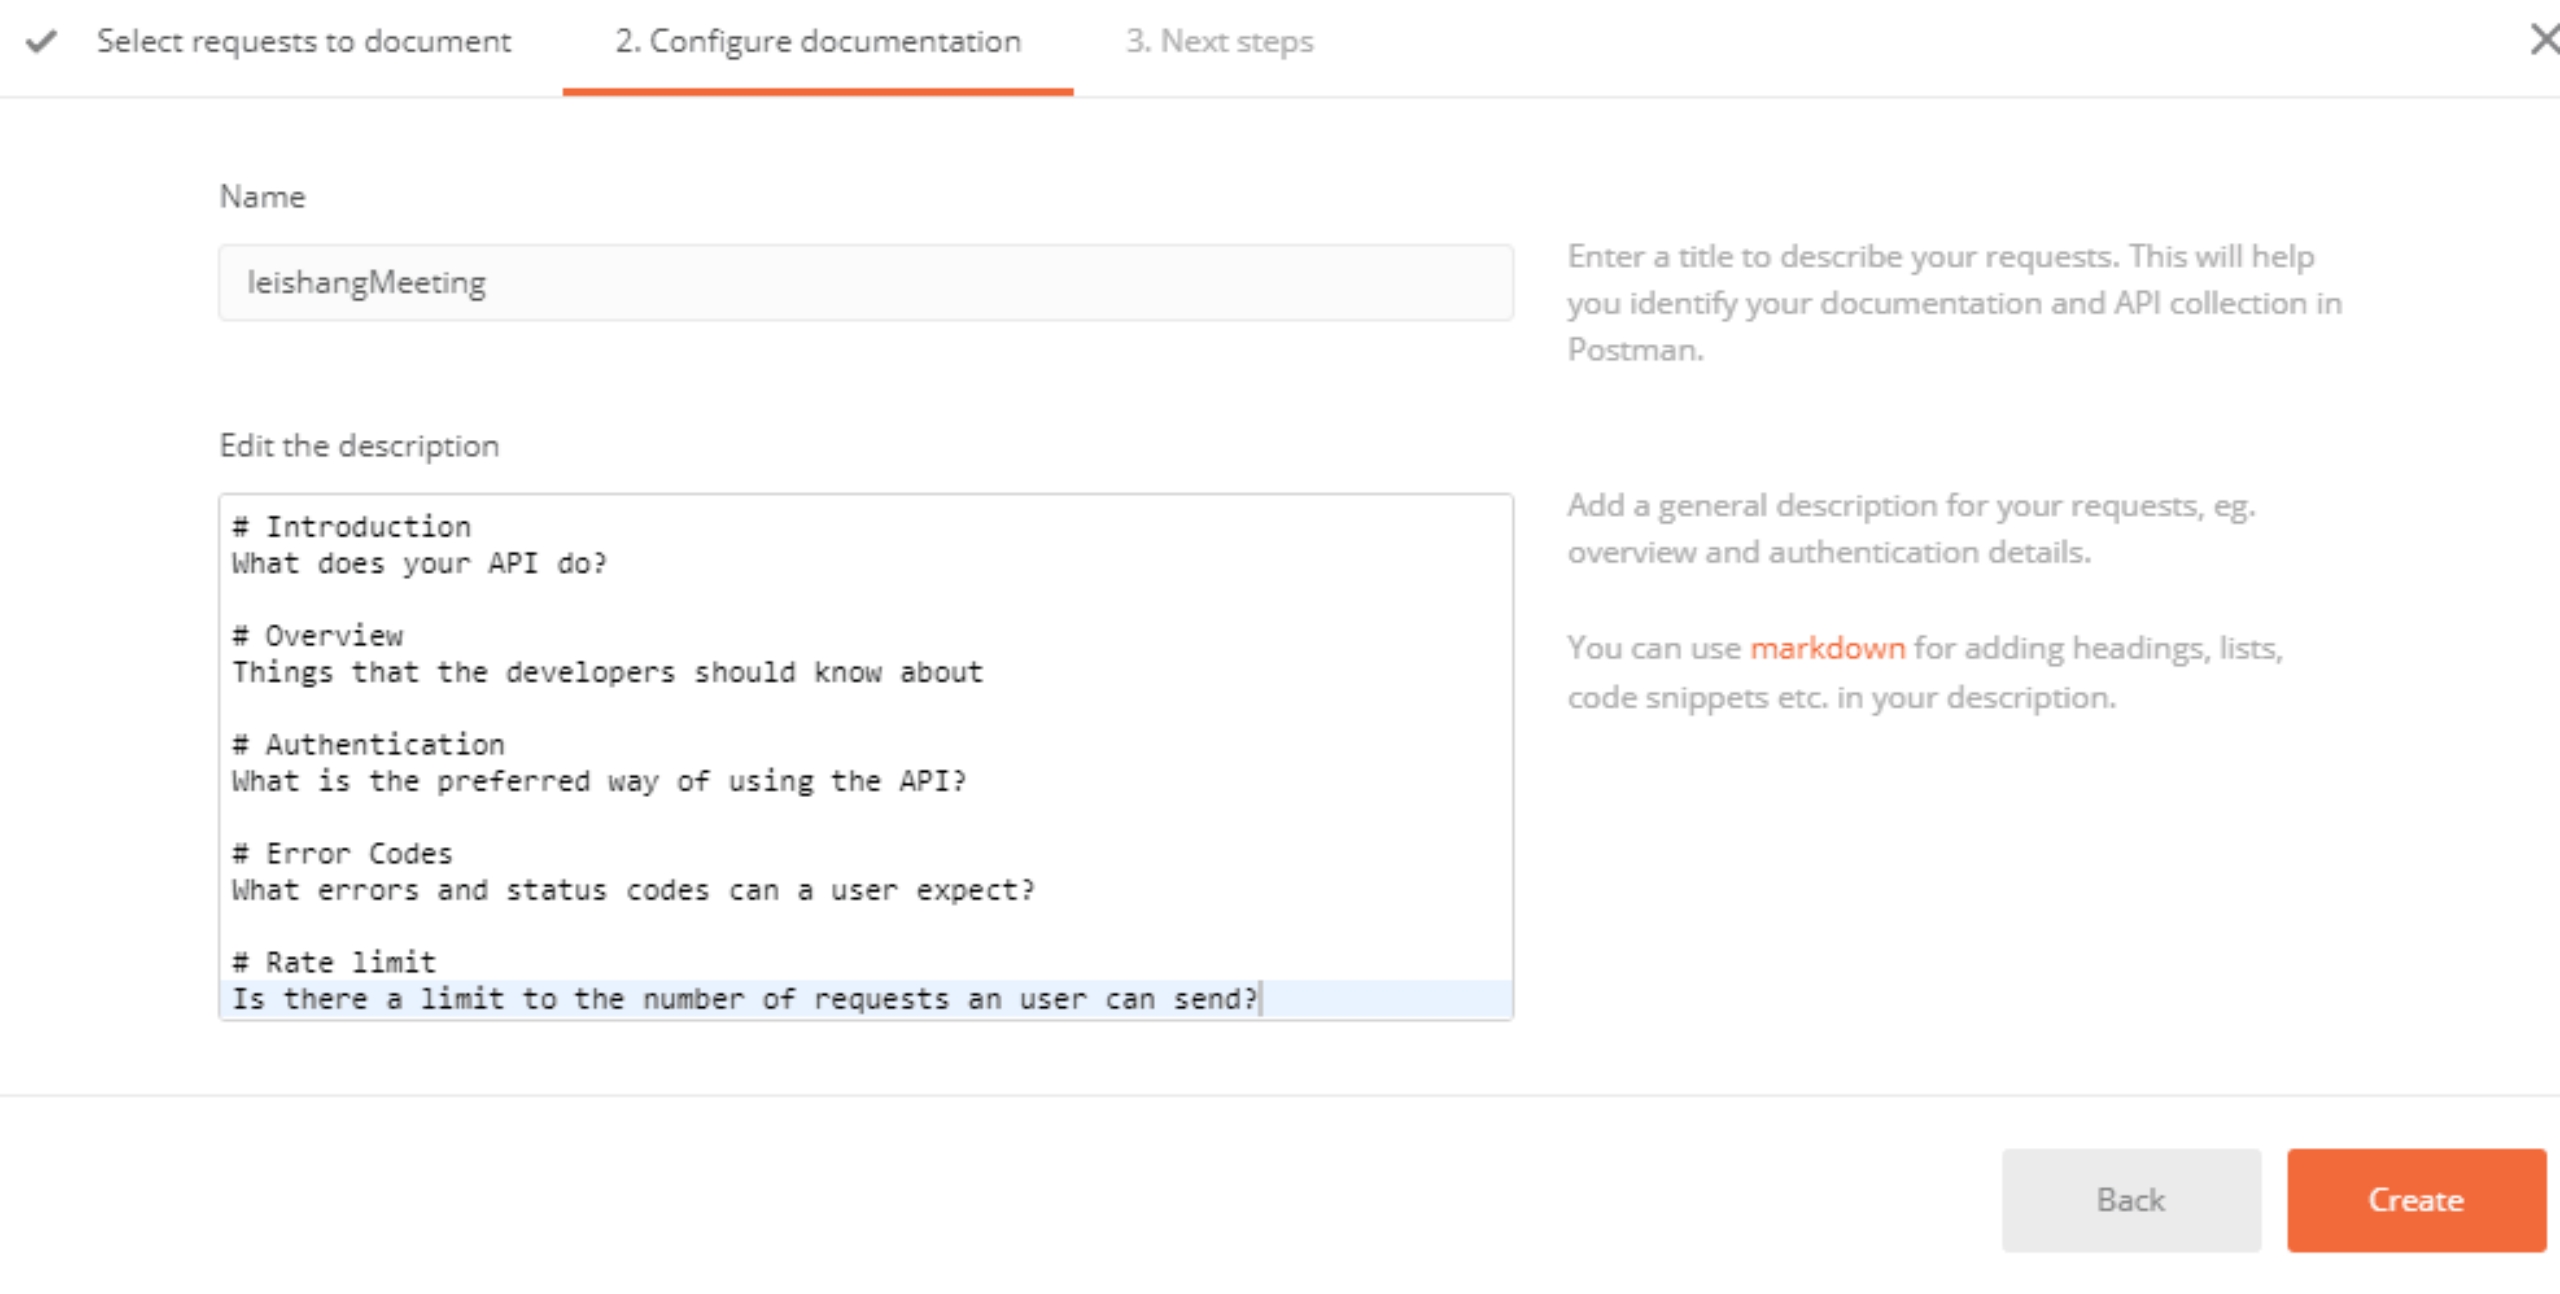 Select requests to document
2. Configure documentation
3. Next steps
Name
leishangMeeting
Enter a title to describe your requests. This will help
you identify your documentation and API collection in
Postman.
Edit the description
# Introduction
What does your API do?
# Overview
Things that the developers should know about
# Authentication
What is the preferred way of using the API?
# Error Codes
What errors and status codes can a user expect?
# Rate limit
Is there a limit to the number of requests an user can send?
Add a general description for your requests, eg.
overview and authentication details.
You can use markdown for adding headings, lists,
code snippets etc. in your description.
Back
Create